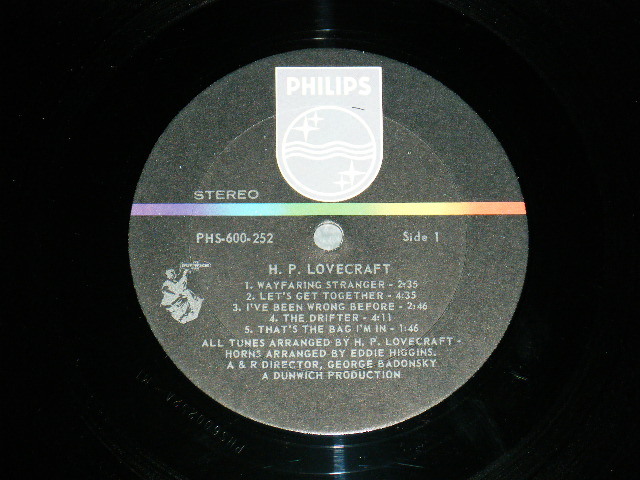 PHILIPS
STEREO
PHS-600-252 Side 1
H. P. LOVECRAFT
1. WAYFARING STRANGER - 2:35
2. LET'S GET TOGETHER - 4:35
3. I'VE BEEN WRONG BEFORE - 2:46
4. THE DRIFTER - 4:11
5. THAT'S THE BAG I'M IN - 1:46
ALL TUNES ARRANGED BY H. P. LOVECRAFT -
HORNS ARRANGED BY EDDIE HIGGINS.
A & R DIRECTOR, GEORGE BADONSKY
A DUNWICH PRODUCTION